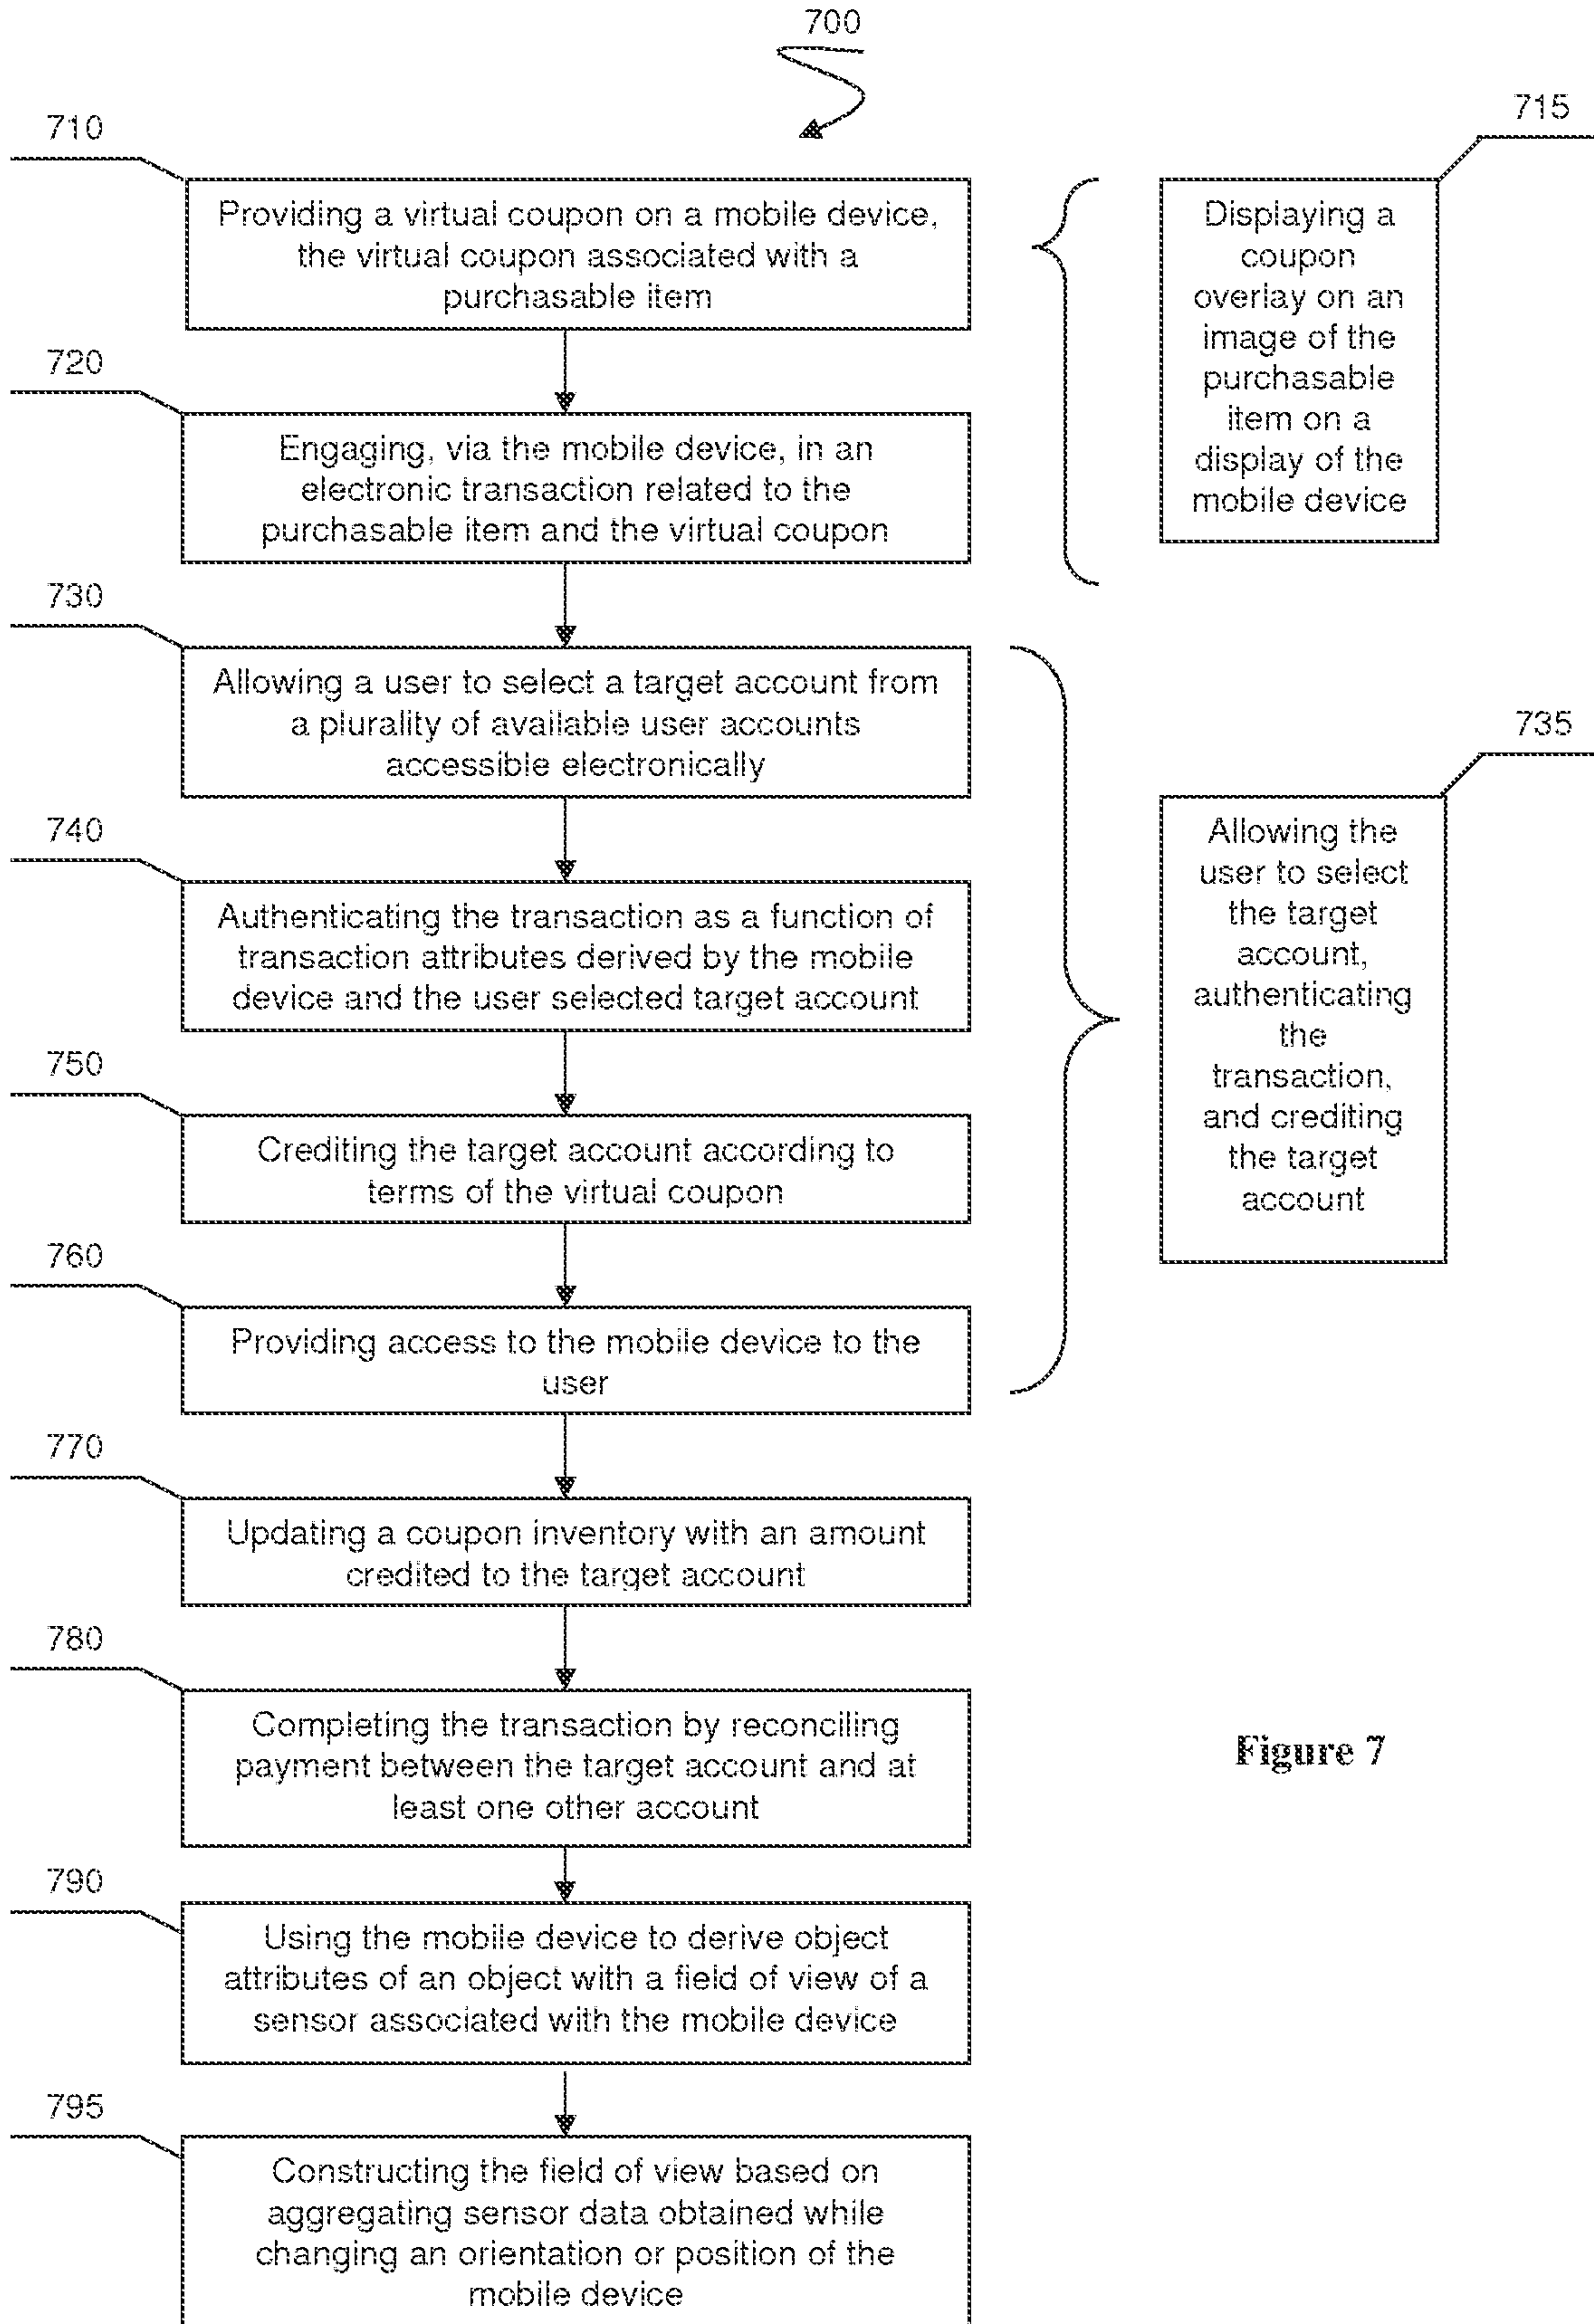 700
710
Providing a virtual coupon on a mobile device,
the virtual coupon associated with a
purchasable item
715
Displaying a
coupon
overlay on an
image of the
purchasable
item on a
display of the
mobile device
720
Engaging, via the mobile device, in an
electronic transaction related to the
purchasable item and the virtual coupon
730
Allowing a user to select a target account from
a plurality of available user accounts
accessible electronically
735
Allowing the
user to select
the target
account,
authenticating
the
transaction,
and crediting
the target
account
740
Authenticating the transaction as a function of
transaction attributes derived by the mobile
device and the user selected target account
750
Crediting the target account according to
terms of the virtual coupon
760
Providing access to the mobile device to the
user
770
Updating a coupon inventory with an amount
credited to the target account
780
Completing the transaction by reconciling
payment between the target account and at
least one other account
Figure 7
790
Using the mobile device to derive object
attributes of an object with a field of view of a
sensor associated with the mobile device
795
Constructing the field of view based on
aggregating sensor data obtained while
changing an orientation or position of the
mobile device